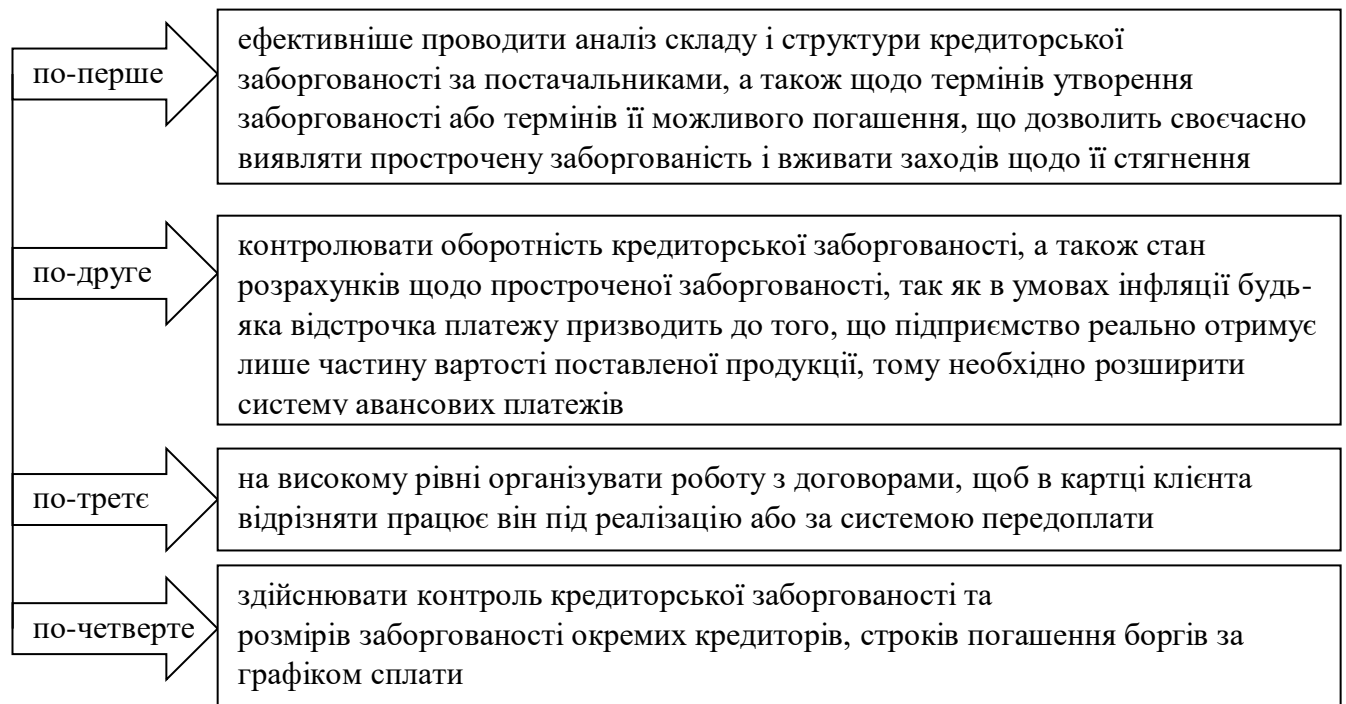 по-перше
ефективніше проводити аналіз складу і структури кредиторської
заборгованості за постачальниками, а також щодо термінів утворення
заборгованості або термінів її можливого погашення, що дозволить своєчасно
виявляти прострочену заборгованість і вживати заходів щодо її стягнення
по-друге
контролювати оборотність кредиторської заборгованості, а також стан
розрахунків щодо простроченої заборгованості, так як в умовах інфляції будь-
яка відстрочка платежу призводить до того, що підприємство реально отримує
лише частину вартості поставленої продукції, тому необхідно розширити
систему авансових платежів
по-третє
на високому рівні організувати роботу з договорами, щоб в картці клієнта
відрізняти працює він під реалізацію або за системою передоплати
по-четверте
здійснювати контроль кредиторської заборгованості та
розмірів заборгованості окремих кредиторів, строків погашення боргів за
графіком сплати